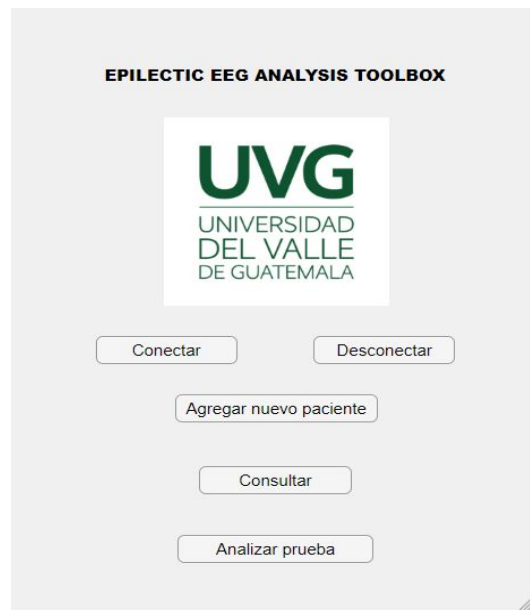 EPILECTIC EEG ANALYSIS TOOLBOX
UVG
UNIVERSIDAD
DEL VALLE
DE GUATEMALA
Conectar
Desconectar
Agregar nuevo paciente
Consultar
Analizar prueba